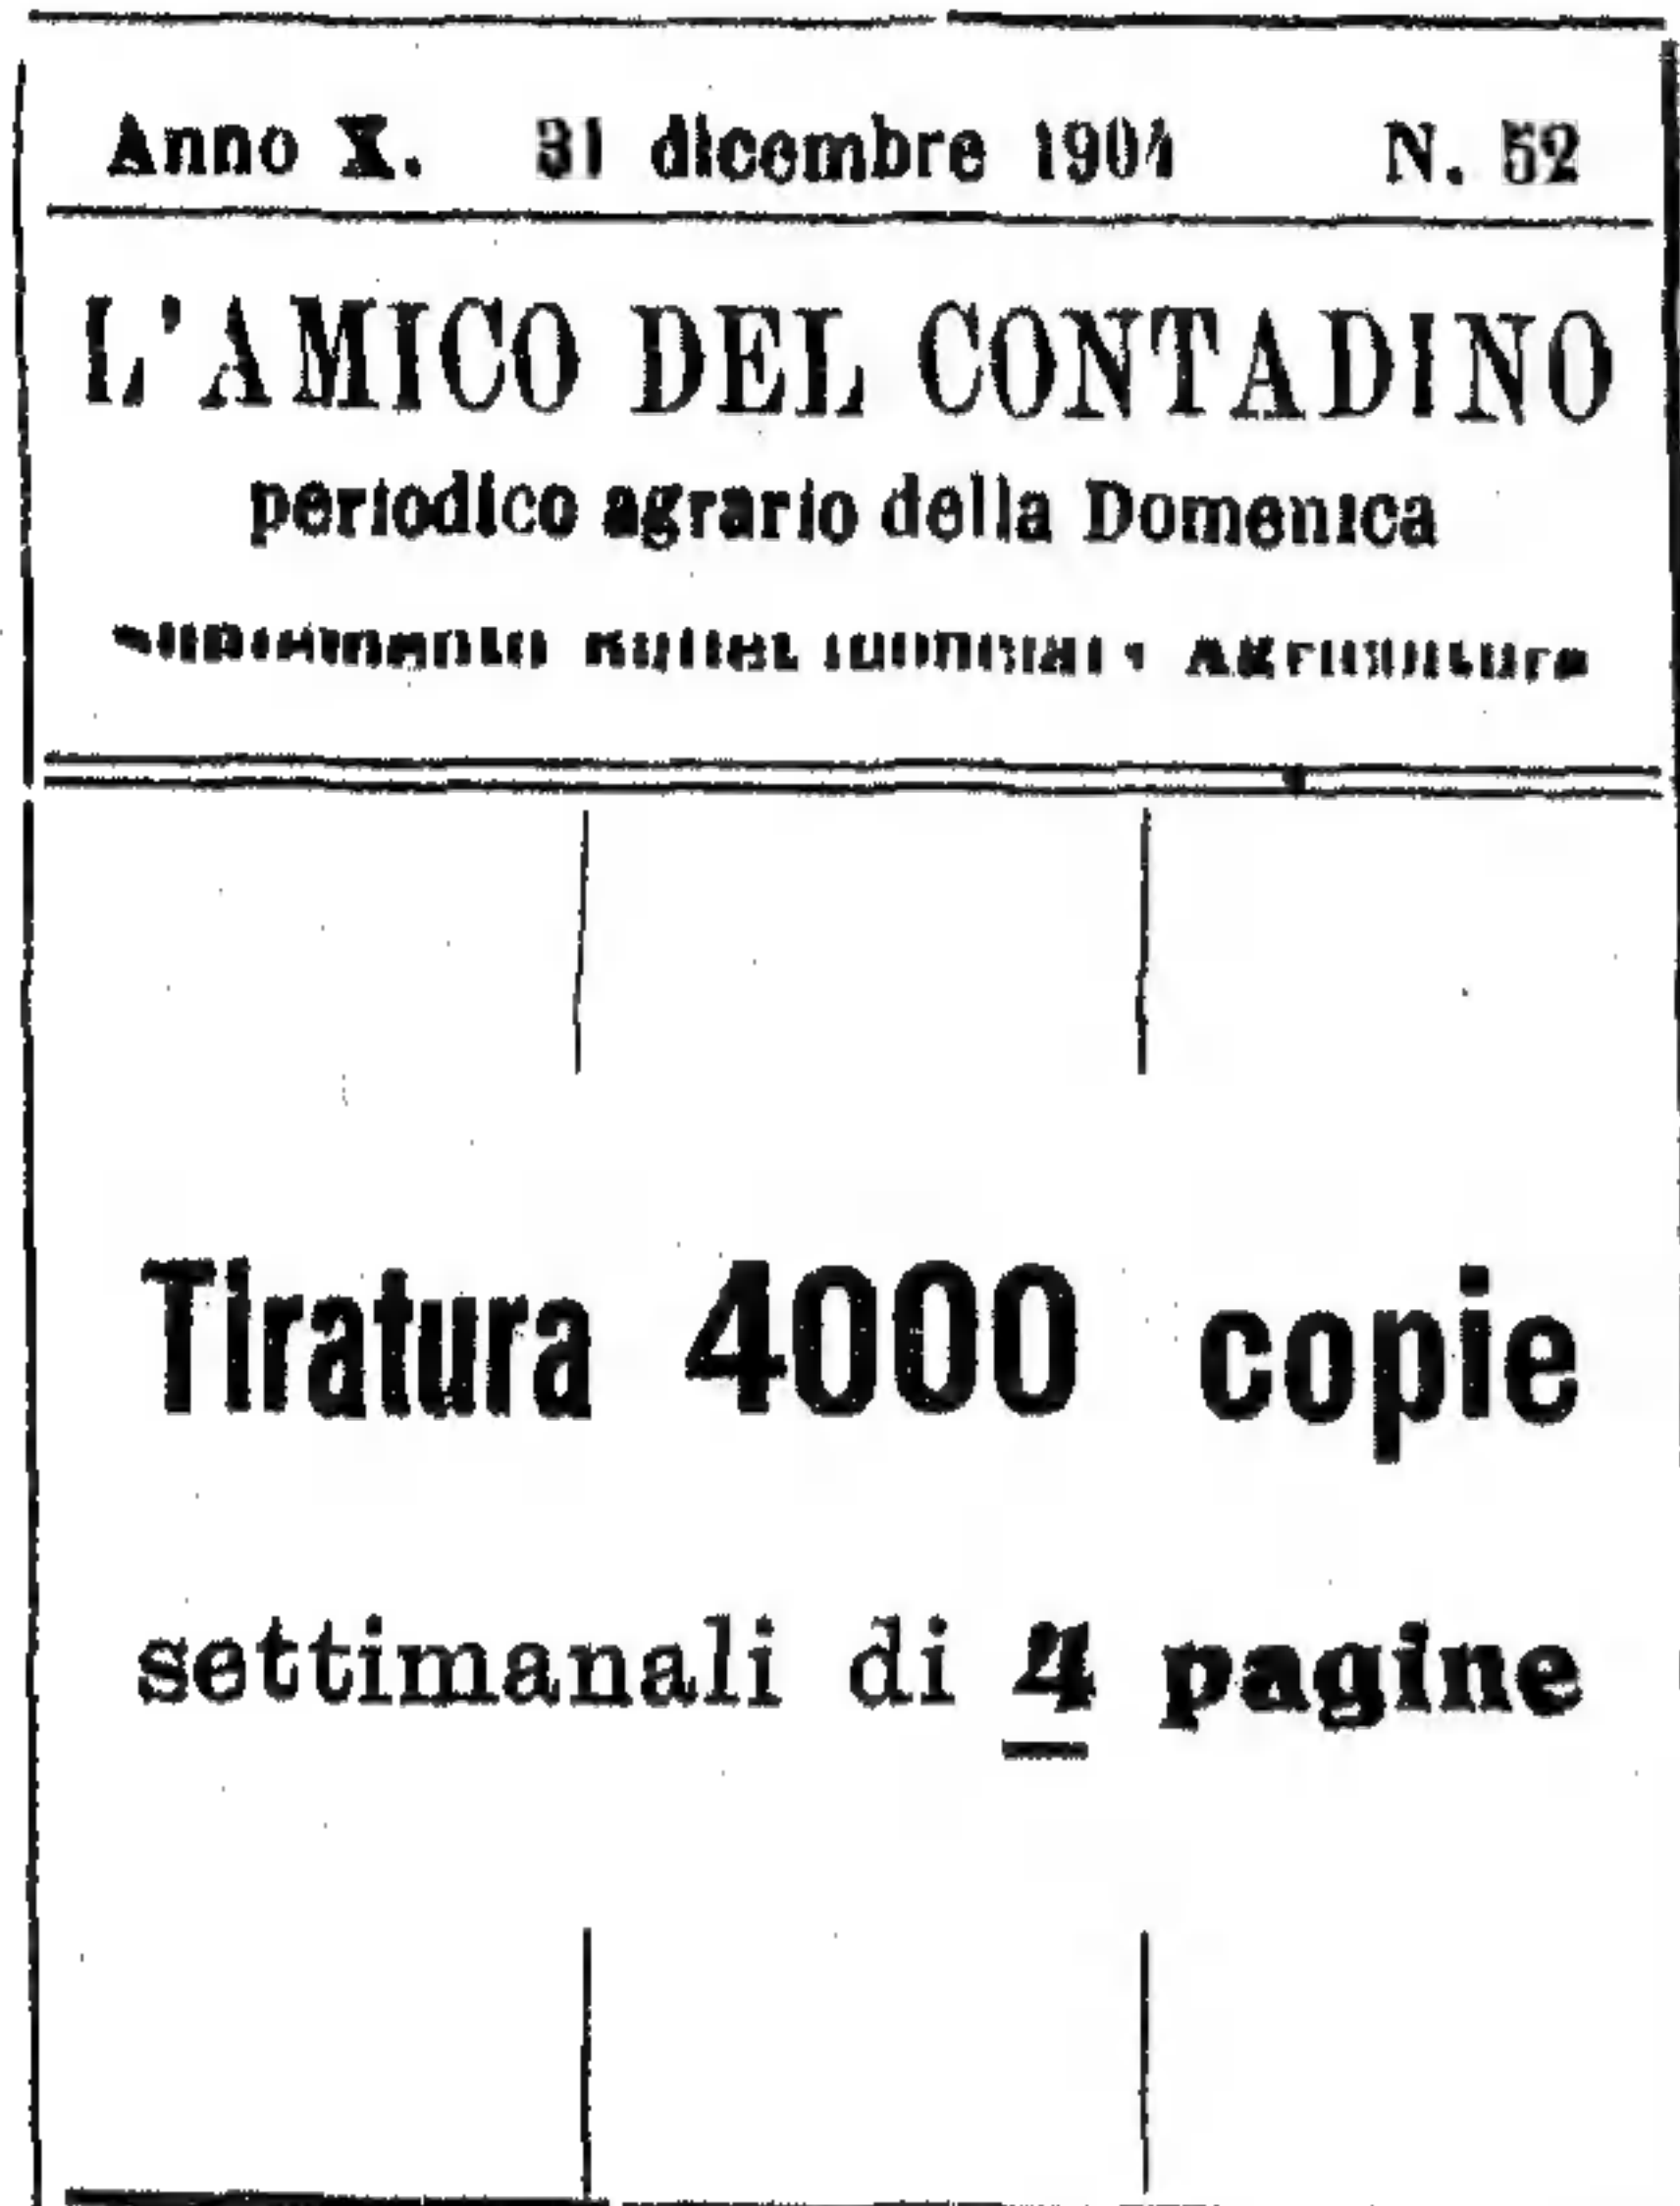 Anno X. 31 dicembre 1904 N. 52
L'AMICO DEL CONTADINO
periodico agrario della Domenica
Agricoltura
Tiratura 4000 copie
settimanali di 4 pagine